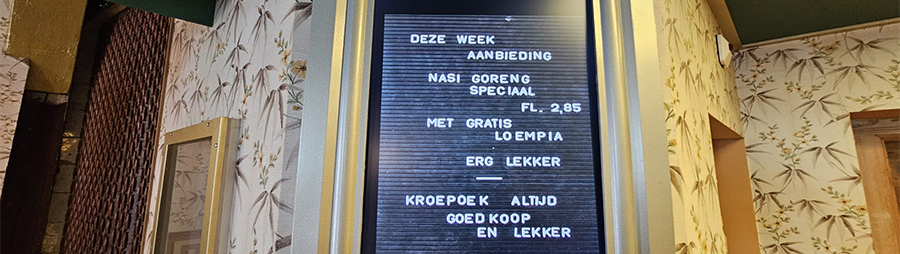 DEZE WEEK
AANBIEDING
NASI GORENG
SPECIAAL
FL. 2,85
MET GRATIS
LOEMPIA
ERG LEKKER
KROEPOEK ALTIJD
GOEDKOOP
EN LEKKER